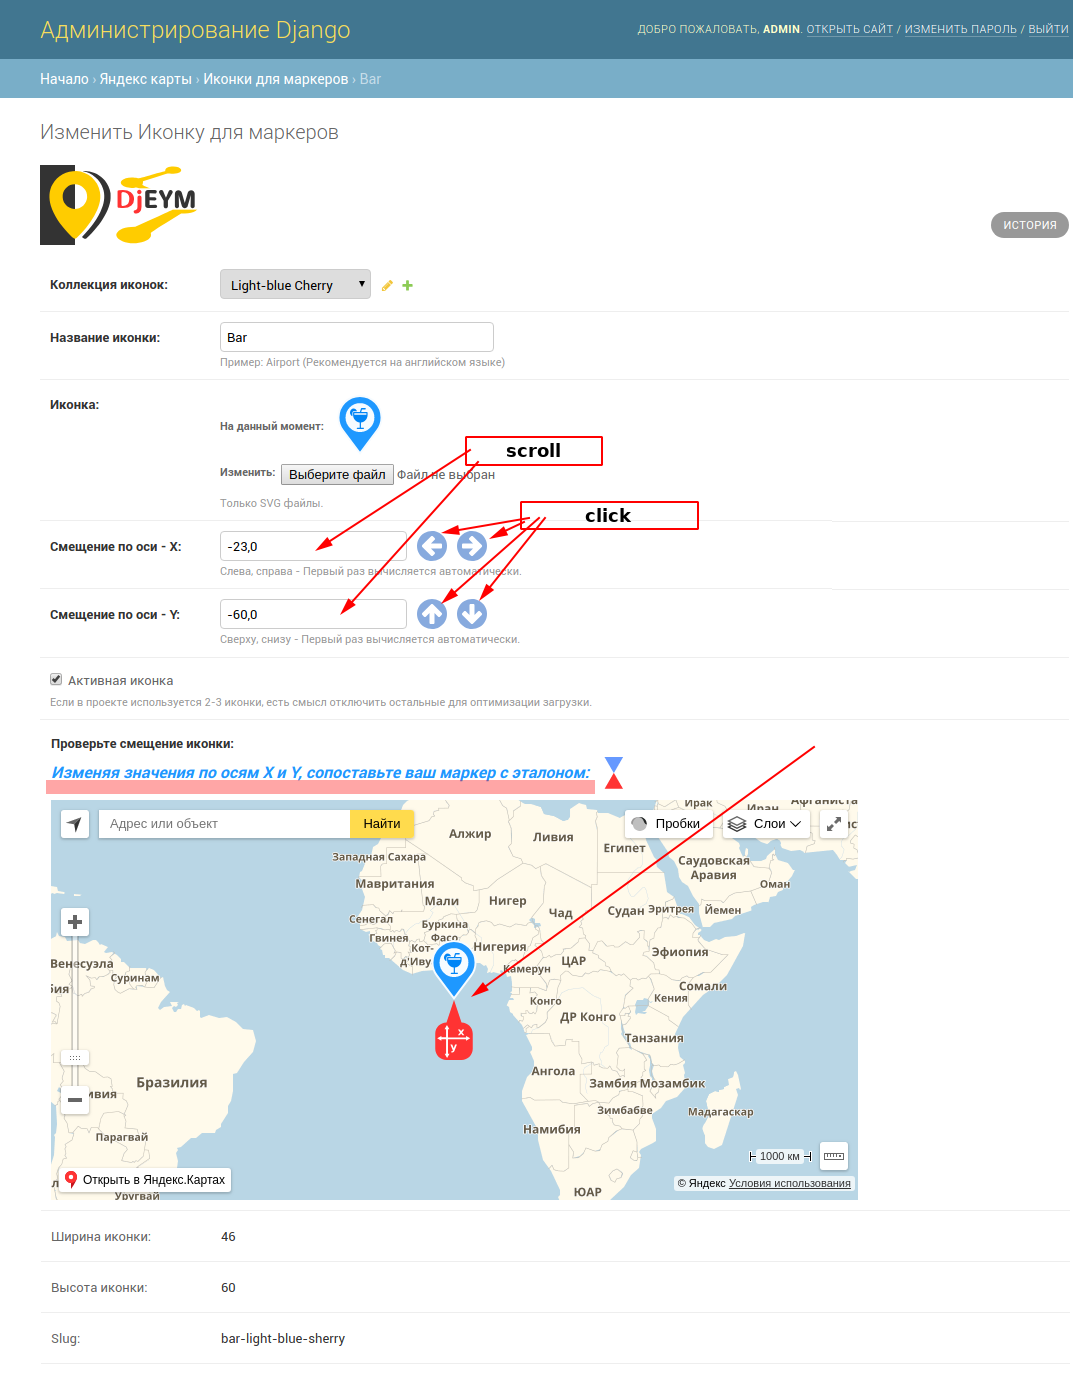 Администрирование Django
ДОБРО ПОЖАЛОВАТЬ, ADMIN. ОТКРЫТЬ САЙТ / ИЗМЕНИТЬ ПАРОЛЬ / ВЫЙТИ
Начало › Яндекс карты › Иконки для маркеров › Bar
Изменить Иконку для маркеров
DjEYM
ИСТОРИЯ
Коллекция иконок: Light-blue Cherry
Название иконки: Bar
Пример: Airport (Рекомендуется на английском языке)
Иконка:
На данный момент:
scroll
Изменить: Выберите файл Файл не выбран
Только SVG файлы.
click
Смещение по оси - X: -23,0
Слева, справа - Первый раз вычисляется автоматически.
Смещение по оси - Y: -60,0
Сверху, снизу - Первый раз вычисляется автоматически.
Активная иконка
Если в проекте используется 2-3 иконки, есть смысл отключить остальные для оптимизации загрузки.
Проверьте смещение иконки:
Изменяя значения по осям X и Y, сопоставьте ваш маркер с эталоном:
Ирак
Иран
Адрес или объект Найти
Пробки
Слои
Алжир
Ливия
Египет
Западная Сахара
Саудовская
Аравия
Мавритания
Оман
Мали
Нигер
Чад
Судан
Эритрея
Йемен
Сенегал
Буркина
Фасо
Гвинея
Кот-
д'Иву
Нигерия
Эфиопия
Венесуэла
Камерун
ЦАР
Суринам
Сомали
Конго
Кения
ДР Конго
x
y
Танзания
Ангола
Бразилия
Замбия
Мозамбик
Зимбабве
Мадагаскар
Парагвай
Намибия
1000 км
Открыть в Яндекс.Картах
© Яндекс Условия использования
Уругвай
ЮАР
Ширина иконки: 46
Высота иконки: 60
Slug: bar-light-blue-sherry